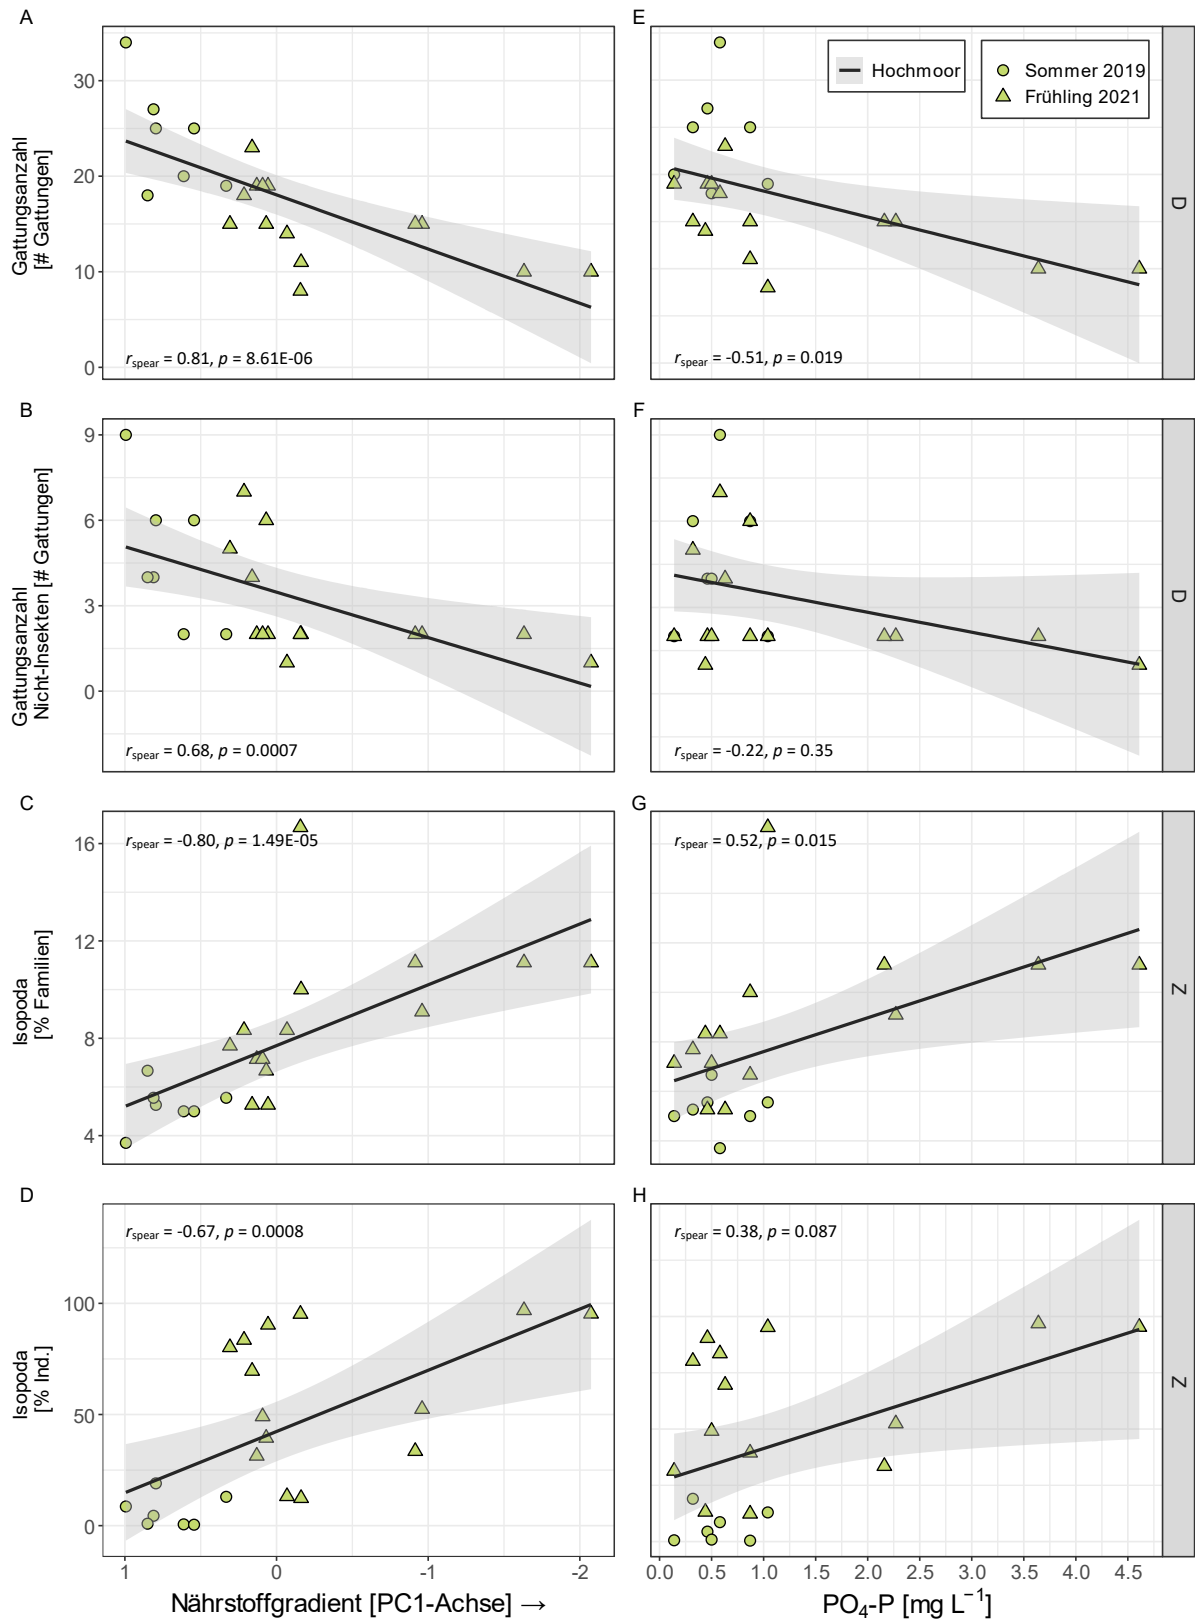 A
E
Hochmoor
Sommer 2019
Frühling 2021
Gattungsanzahl
[# Gattungen]
30
20
10
0
r_spear = 0.81, p = 8.61E-06
r_spear = -0.51, p = 0.019
D
B
F
Gattungsanzahl
Nicht-Insekten [# Gattungen]
9
6
3
0
r_spear = 0.68, p = 0.0007
r_spear = -0.22, p = 0.35
D
C
G
Isopoda
[% Familien]
16
12
8
4
r_spear = -0.80, p = 1.49E-05
r_spear = 0.52, p = 0.015
Z
D
H
Isopoda
[% Ind.]
100
50
0
r_spear = -0.67, p = 0.0008
r_spear = 0.38, p = 0.087
Z
1 0 -1 -2
0.0 0.5 1.0 1.5 2.0 2.5 3.0 3.5 4.0 4.5
Nährstoffgradient [PC1-Achse] →
PO₄-P [mg L⁻¹]